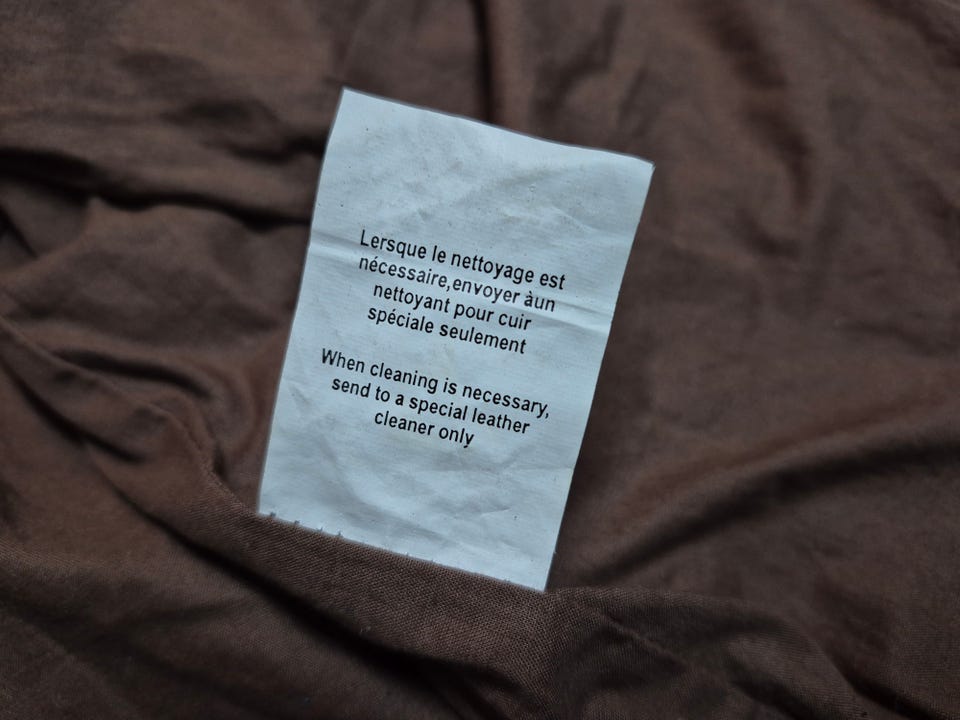 Lersque le nettoyage est
nécessaire,envoyer àun
nettoyant pour cuir
spéciale seulement
When cleaning is necessary,
send to a special leather
cleaner only